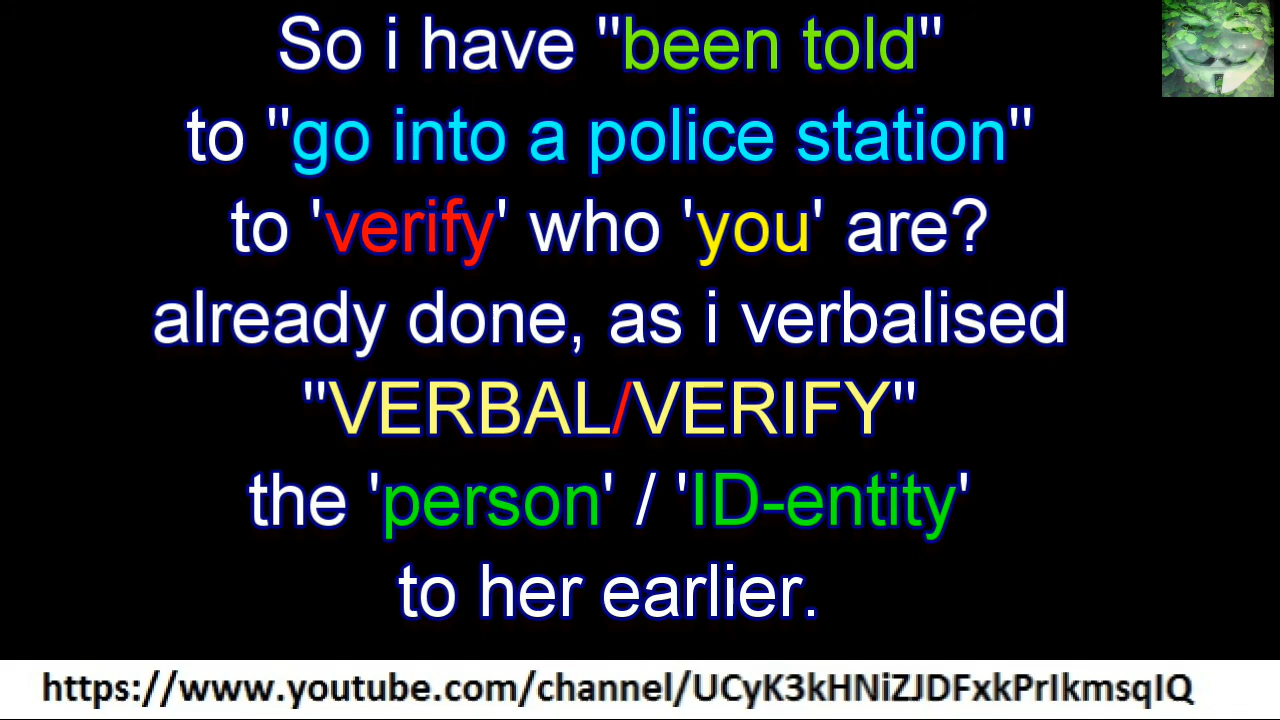 So i have "been told"
to "go into a police station"
to 'verify' who 'you' are?
already done, as i verbalised
"VERBAL/VERIFY"
the 'person' / 'ID-entity'
to her earlier.
https://www.youtube.com/channel/UCyK3kHNiZJDFxkPrIkmsqIQ